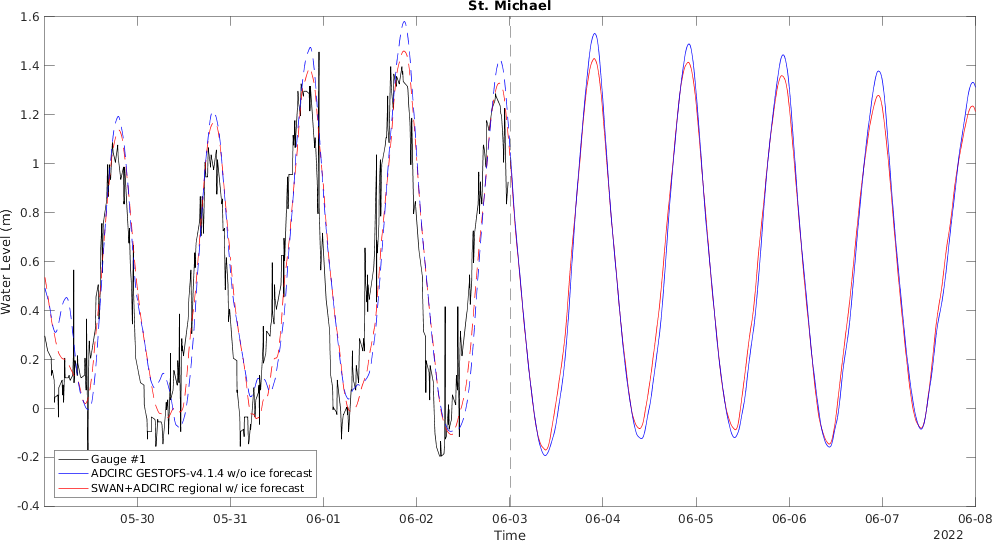 St. Michael
Water Level (m)
1.6
1.4
1.2
1
0.8
0.6
0.4
0.2
0
-0.2
-0.4
Gauge #1
ADCIRC GESTOFS-v4.1.4 w/o ice forecast
SWAN+ADCIRC regional w/ ice forecast
05-30 05-31 06-01 06-02 06-03 06-04 06-05 06-06 06-07 06-08
Time
2022